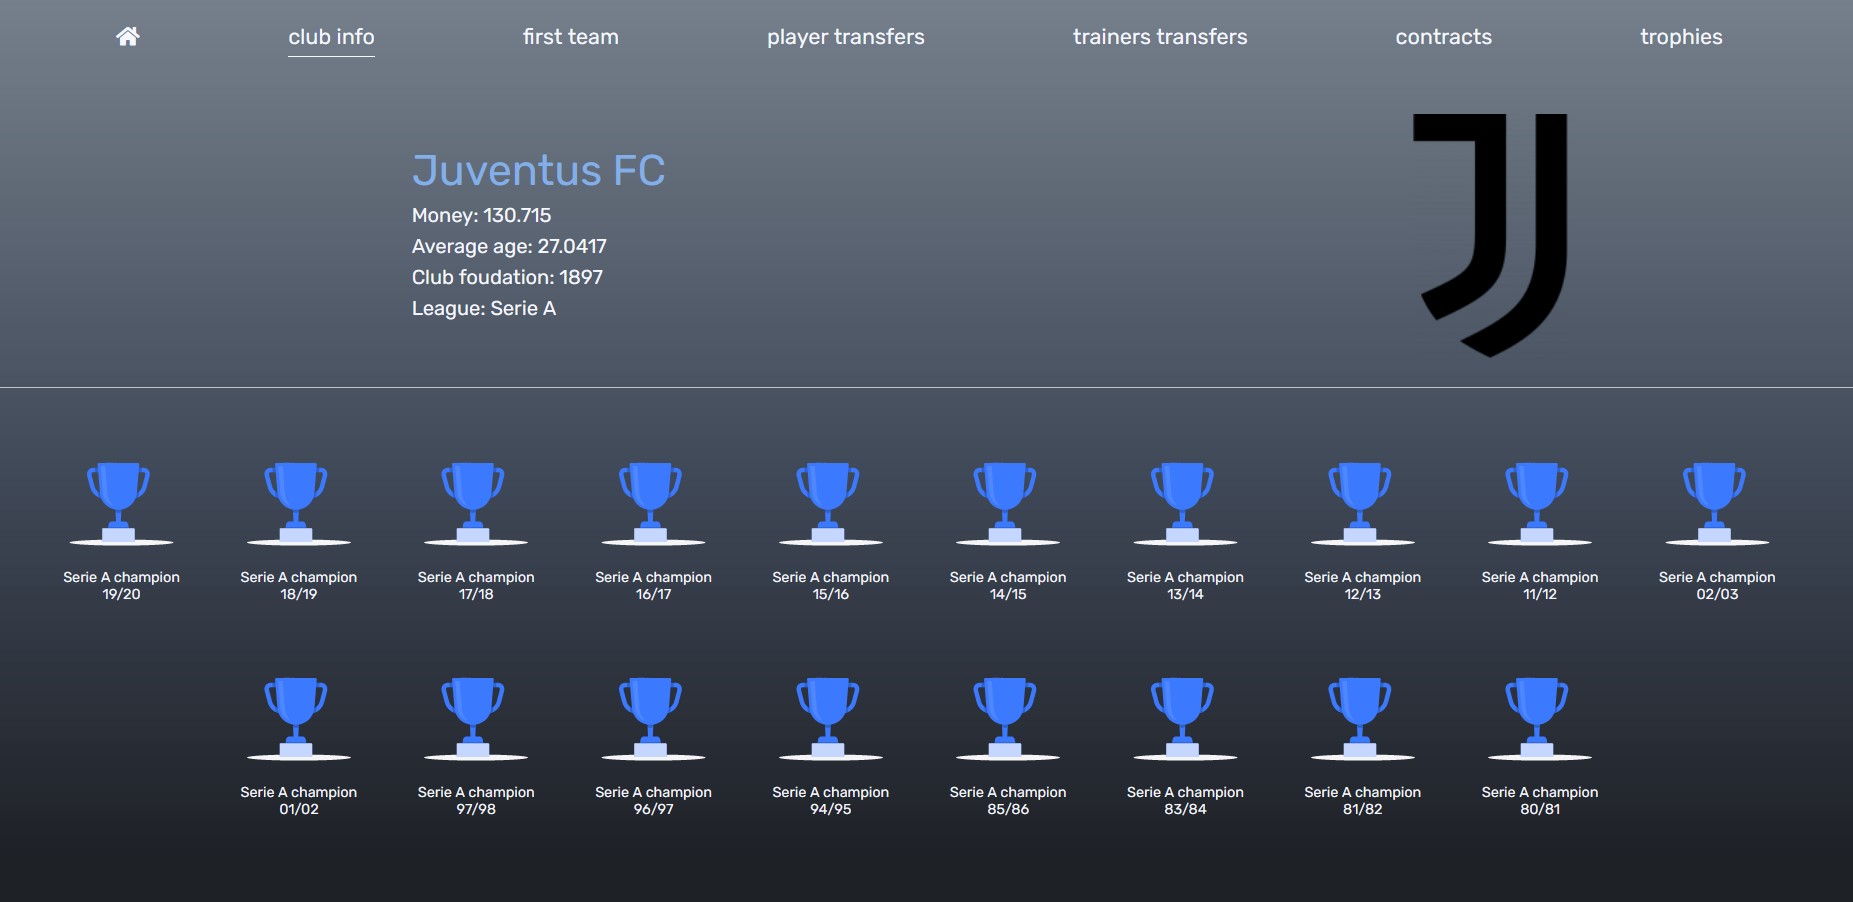 club info
first team
player transfers
trainers transfers
contracts
trophies
Juventus FC
Money: 130.715
Average age: 27.0417
Club foudation: 1897
League: Serie A
Serie A champion
19/20
Serie A champion
18/19
Serie A champion
17/18
Serie A champion
16/17
Serie A champion
15/16
Serie A champion
14/15
Serie A champion
13/14
Serie A champion
12/13
Serie A champion
11/12
Serie A champion
02/03
Serie A champion
01/02
Serie A champion
97/98
Serie A champion
96/97
Serie A champion
94/95
Serie A champion
85/86
Serie A champion
83/84
Serie A champion
81/82
Serie A champion
80/81